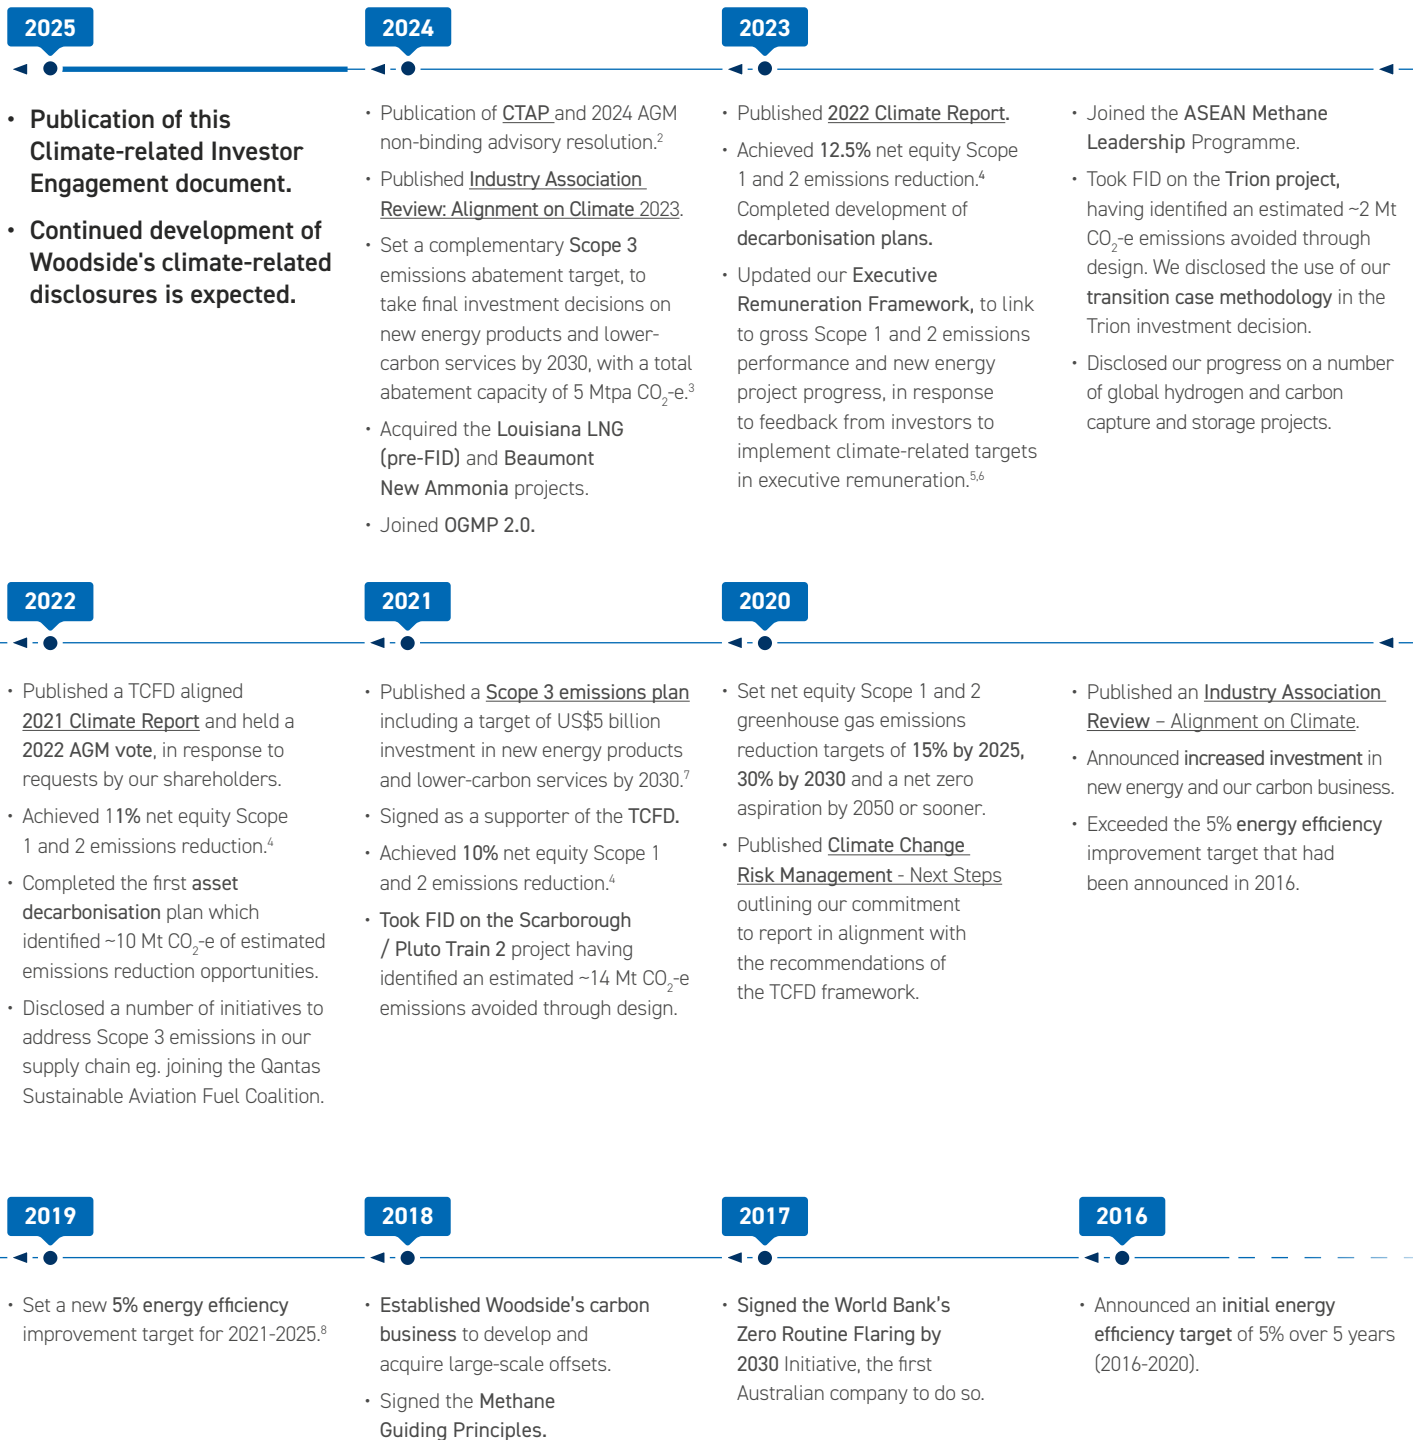 2025
• Publication of this
Climate-related Investor
Engagement document.
• Continued development of
Woodside's climate-related
disclosures is expected.
2024
• Publication of CTAP and 2024 AGM
non-binding advisory resolution.2
• Published Industry Association
Review: Alignment on Climate 2023.
• Set a complementary Scope 3
emissions abatement target, to
take final investment decisions on
new energy products and lower-
carbon services by 2030, with a total
abatement capacity of 5 Mtpa CO2-e.3
• Acquired the Louisiana LNG
(pre-FID) and Beaumont
New Ammonia projects.
• Joined OGMP 2.0.
2023
• Published 2022 Climate Report.
• Achieved 12.5% net equity Scope
1 and 2 emissions reduction.4
Completed development of
decarbonisation plans.
• Updated our Executive
Remuneration Framework, to link
to gross Scope 1 and 2 emissions
performance and new energy
project progress, in response
to feedback from investors to
implement climate-related targets
in executive remuneration.5,6
• Joined the ASEAN Methane
Leadership Programme.
• Took FID on the Trion project,
having identified an estimated ~2 Mt
CO2-e emissions avoided through
design. We disclosed the use of our
transition case methodology in the
Trion investment decision.
• Disclosed our progress on a number
of global hydrogen and carbon
capture and storage projects.
2022
• Published a TCFD aligned
2021 Climate Report and held a
2022 AGM vote, in response to
requests by our shareholders.
• Achieved 11% net equity Scope
1 and 2 emissions reduction.4
• Completed the first asset
decarbonisation plan which
identified ~10 Mt CO2-e of estimated
emissions reduction opportunities.
• Disclosed a number of initiatives to
address Scope 3 emissions in our
supply chain eg. joining the Qantas
Sustainable Aviation Fuel Coalition.
2021
• Published a Scope 3 emissions plan
including a target of US$5 billion
investment in new energy products
and lower-carbon services by 2030.7
• Signed as a supporter of the TCFD.
• Achieved 10% net equity Scope 1
and 2 emissions reduction.4
• Took FID on the Scarborough
/ Pluto Train 2 project having
identified an estimated ~14 Mt CO2-e
emissions avoided through design.
2020
• Set net equity Scope 1 and 2
greenhouse gas emissions
reduction targets of 15% by 2025,
30% by 2030 and a net zero
aspiration by 2050 or sooner.
• Published Climate Change
Risk Management - Next Steps
outlining our commitment
to report in alignment with
the recommendations of
the TCFD framework.
• Published an Industry Association
Review – Alignment on Climate.
• Announced increased investment in
new energy and our carbon business.
• Exceeded the 5% energy efficiency
improvement target that had
been announced in 2016.
2019
• Set a new 5% energy efficiency
improvement target for 2021-2025.8
2018
• Established Woodside’s carbon
business to develop and
acquire large-scale offsets.
• Signed the Methane
Guiding Principles.
2017
• Signed the World Bank’s
Zero Routine Flaring by
2030 Initiative, the first
Australian company to do so.
2016
• Announced an initial energy
efficiency target of 5% over 5 years
(2016-2020).